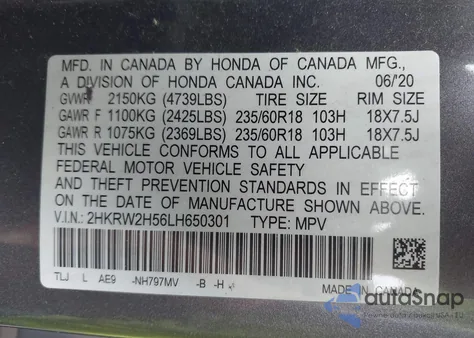 MFD. IN CANADA BY HONDA OF CANADA MFG.,
A DIVISION OF HONDA CANADA INC. 06/'20
GVWR 2150KG (4739LBS) TIRE SIZE RIM SIZE
GAWR F 1100KG (2425LBS) 235/60R18 103H 18X7.5J
GAWR R 1075KG (2369LBS) 235/60R18 103H 18X7.5J
THIS VEHICLE CONFORMS TO ALL APPLICABLE
FEDERAL MOTOR VEHICLE SAFETY
AND THEFT PREVENTION STANDARDS IN EFFECT
ON THE DATE OF MANUFACTURE SHOWN ABOVE.
V.I.N.: 2HKRW2H56LH650301 TYPE: MPV
TLJ L AE9 -NH797MV -B -H
MADE IN CANADA
autoSnap